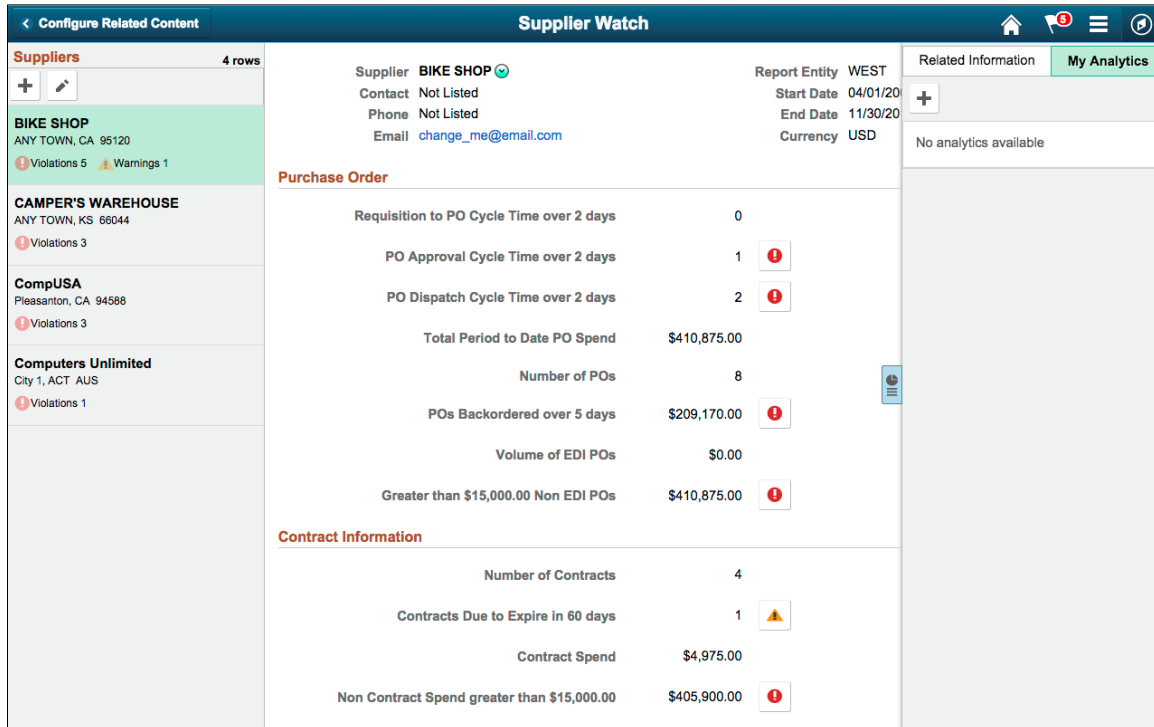 Configure Related Content
Supplier Watch
5
Suppliers
4 rows
BIKE SHOP
ANY TOWN, CA 95120
Violations 5 Warnings 1
CAMPER'S WAREHOUSE
ANY TOWN, KS 66044
Violations 3
CompUSA
Pleasanton, CA 94588
Violations 3
Computers Unlimited
City 1, ACT AUS
Violations 1
Supplier BIKE SHOP
Contact Not Listed
Phone Not Listed
Email change_me@email.com
Report Entity WEST
Start Date 04/01/20
End Date 11/30/20
Currency USD
Purchase Order
Requisition to PO Cycle Time over 2 days 0
PO Approval Cycle Time over 2 days 1
PO Dispatch Cycle Time over 2 days 2
Total Period to Date PO Spend $410,875.00
Number of POs 8
POs Backordered over 5 days $209,170.00
Volume of EDI POs $0.00
Greater than $15,000.00 Non EDI POs $410,875.00
Contract Information
Number of Contracts 4
Contracts Due to Expire in 60 days 1
Contract Spend $4,975.00
Non Contract Spend greater than $15,000.00 $405,900.00
Related Information
My Analytics
No analytics available